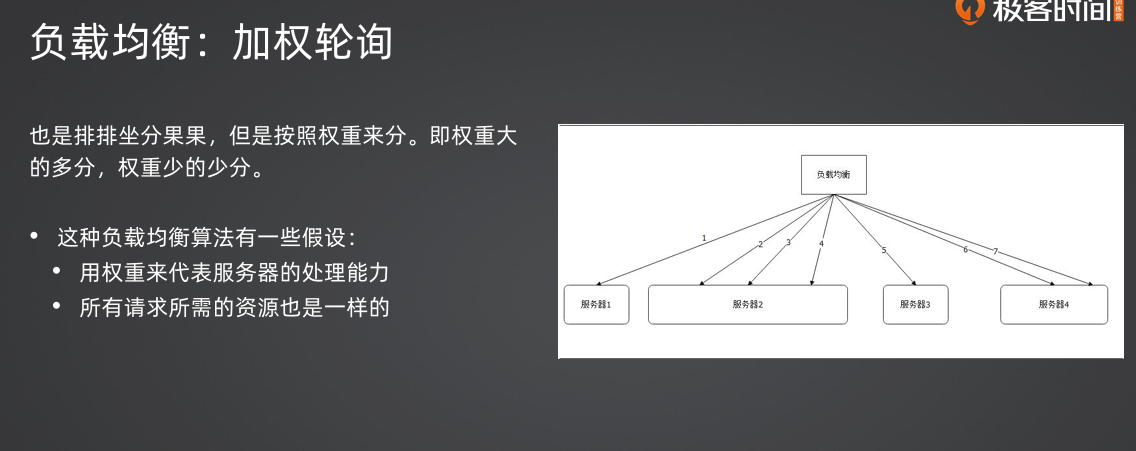 极客时间
训练营
负载均衡：加权轮询
也是排排坐分果果，但是按照权重来分。即权重大
的多分，权重少的少分。
• 这种负载均衡算法有一些假设：
• 用权重来代表服务器的处理能力
• 所有请求所需的资源也是一样的
负载均衡
1
2
3
4
5
6
7
服务器1
服务器2
服务器3
服务器4